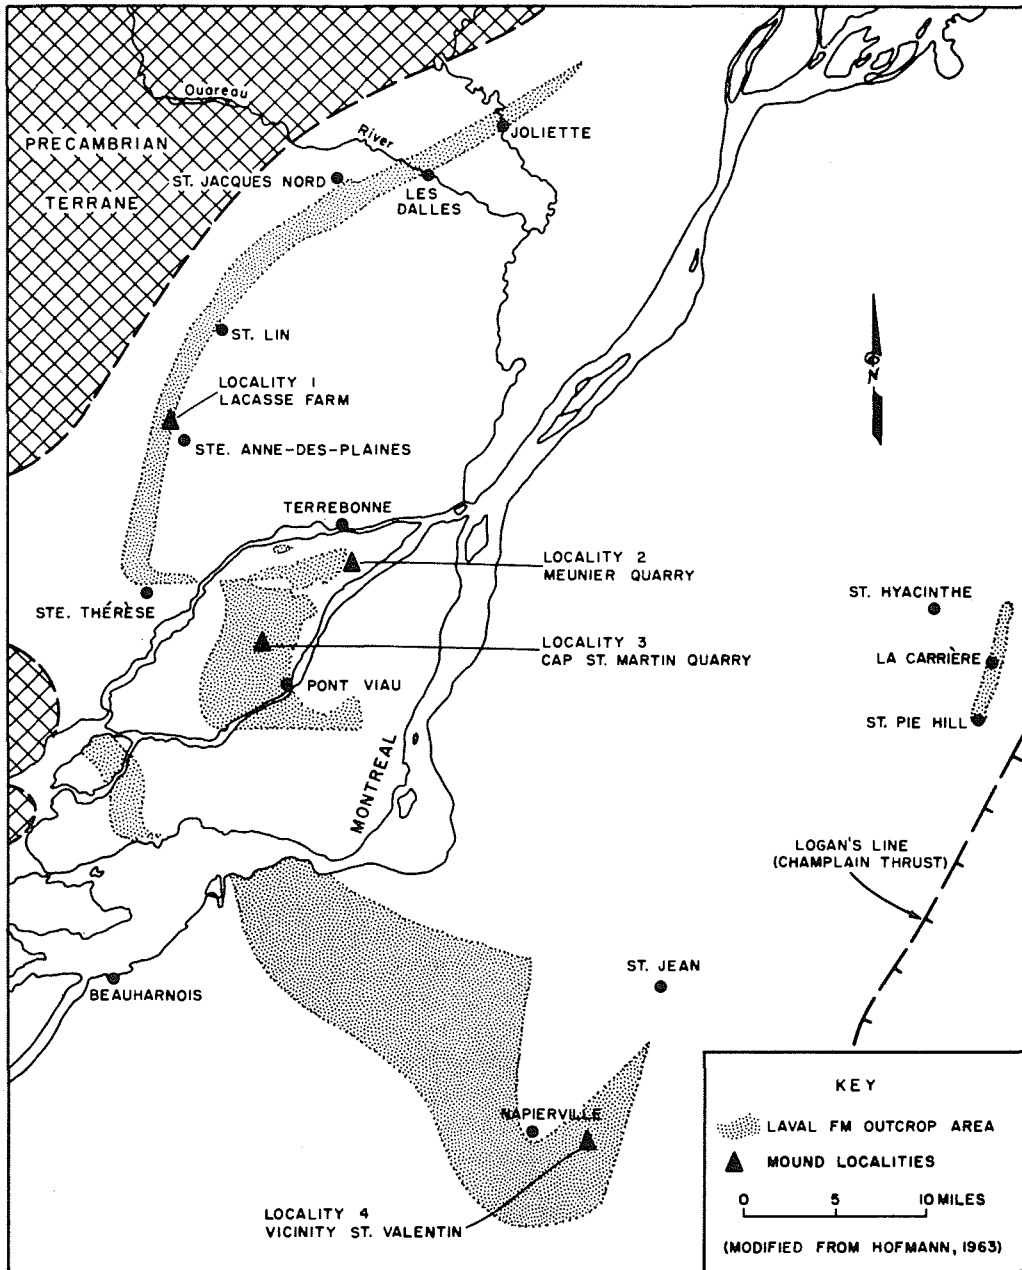 Ouareau
River
PRECAMBRIAN
TERRANE
JOLIETTE
ST. JACQUES NORD
LES
DALLES
ST. LIN
LOCALITY 1
LACASSE FARM
STE. ANNE-DES-PLAINES
N
TERREBONNE
LOCALITY 2
MEUNIER QUARRY
STE. THÉRÈSE
ST. HYACINTHE
LOCALITY 3
CAP ST. MARTIN QUARRY
LA CARRIÈRE
PONT VIAU
ST. PIE HILL
MONTREAL
LOGAN'S LINE
(CHAMPLAIN THRUST)
ST. JEAN
BEAUHARNOIS
NAPIERVILLE
LOCALITY 4
VICINITY ST. VALENTIN
KEY
LAVAL FM OUTCROP AREA
MOUND LOCALITIES
0 5 10 MILES
(MODIFIED FROM HOFMANN, 1963)